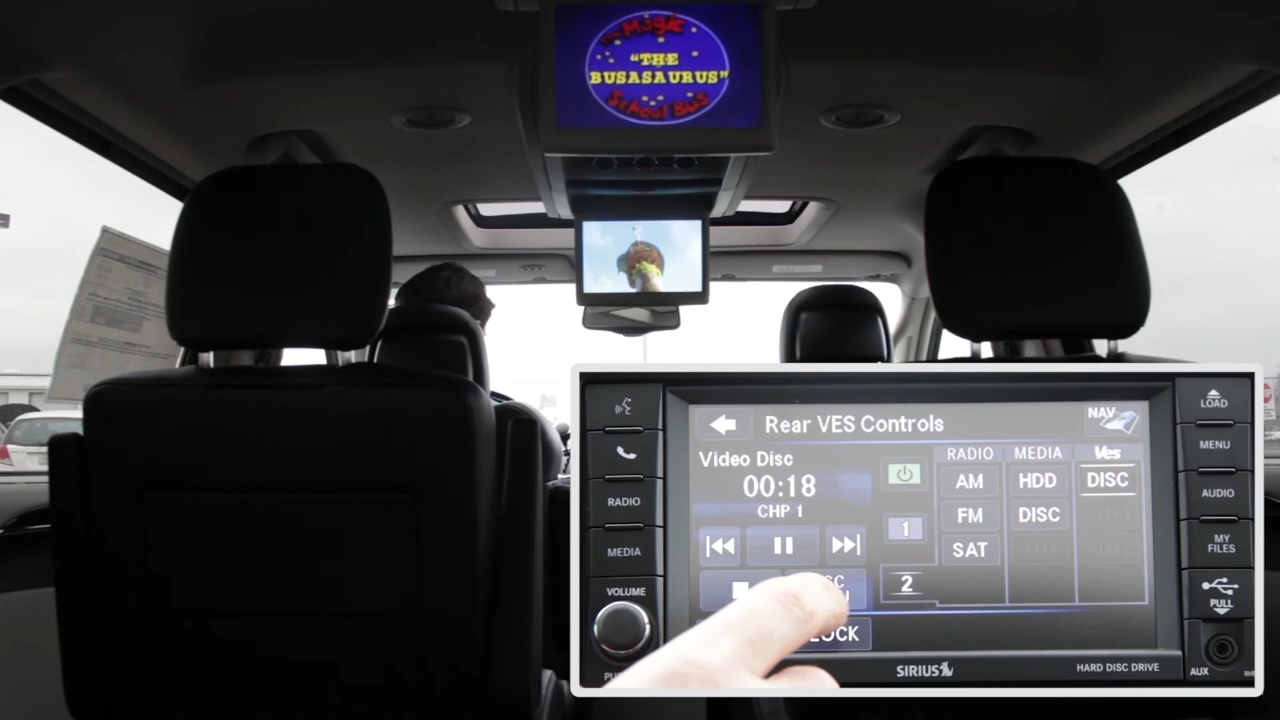 The Magic
"THE
BUSASAURUS"
School Bus
Rear VES Controls
NAV
Video Disc
00:18
CHP 1
RADIO
MEDIA
Ves
AM
HDD
DISC
FM
DISC
SAT
1
2
LOCK
RADIO
MEDIA
VOLUME
LOAD
MENU
AUDIO
MY
FILES
PULL
AUX
SIRIUS
HARD DISC DRIVE